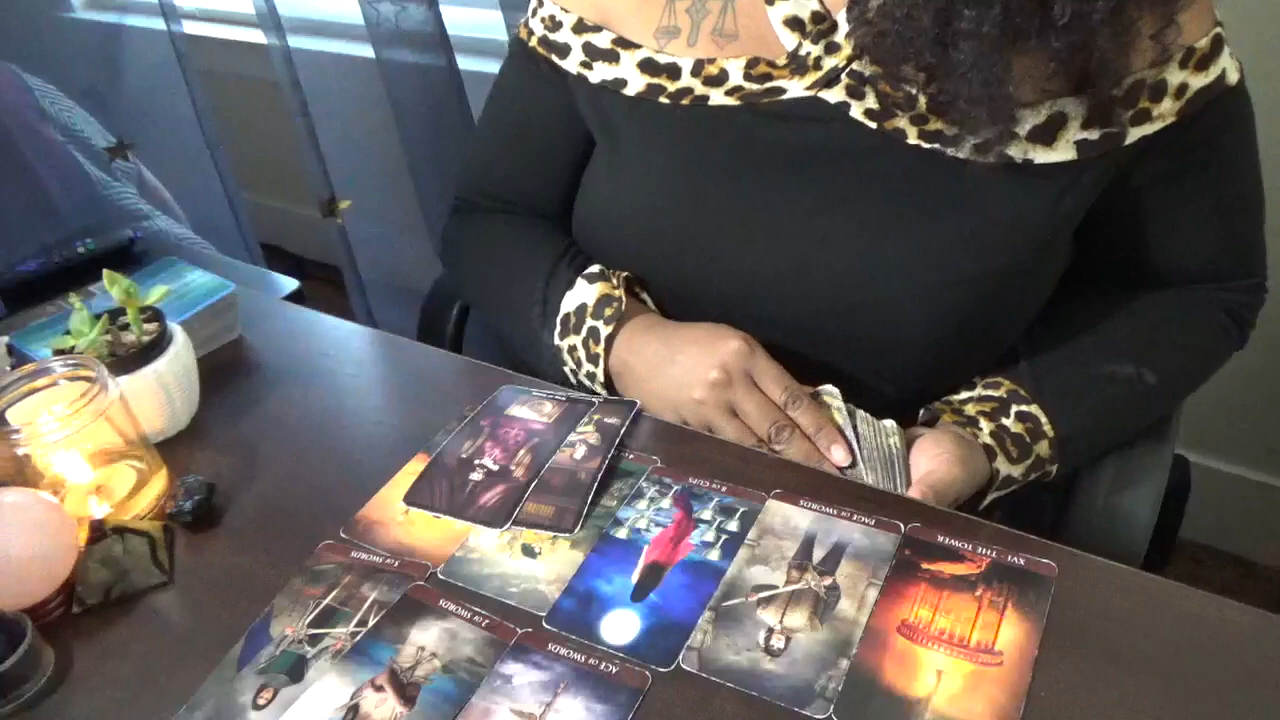 8 OF CUPS
PAGE OF SWORDS
XVI - THE TOWER
5 OF SWORDS
2 OF SWORDS
ACE OF SWORDS